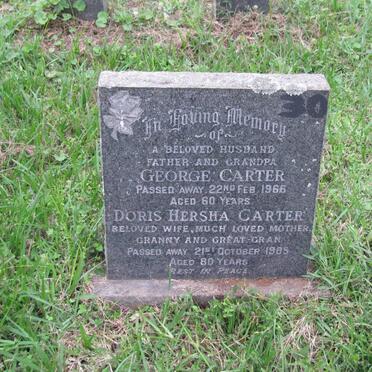 30
In Loving Memory
of
A BELOVED HUSBAND
FATHER AND GRANDPA
GEORGE CARTER
PASSED AWAY 22ND FEB. 1966
AGED 60 YEARS
DORIS HERSHA CARTER
BELOVED WIFE, MUCH LOVED MOTHER,
GRANNY AND GREAT-GRAN
PASSED AWAY 21ST OCTOBER 1985
AGED 80 YEARS
REST IN PEACE